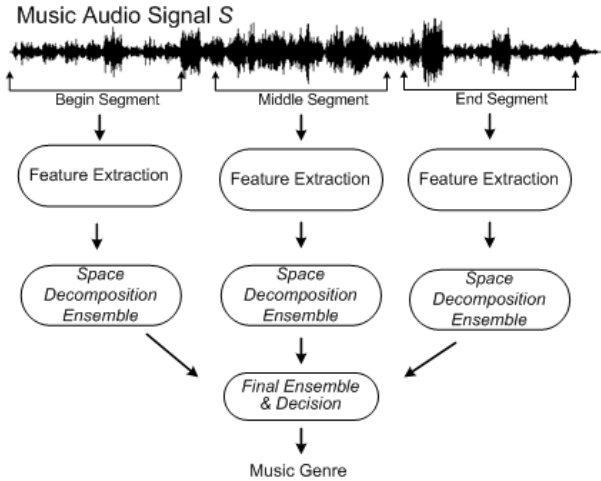 Music Audio Signal S
Begin Segment
Middle Segment
End Segment
Feature Extraction
Feature Extraction
Feature Extraction
Space
Decomposition
Ensemble
Space
Decomposition
Ensemble
Space
Decomposition
Ensemble
Final Ensemble
& Decision
Music Genre